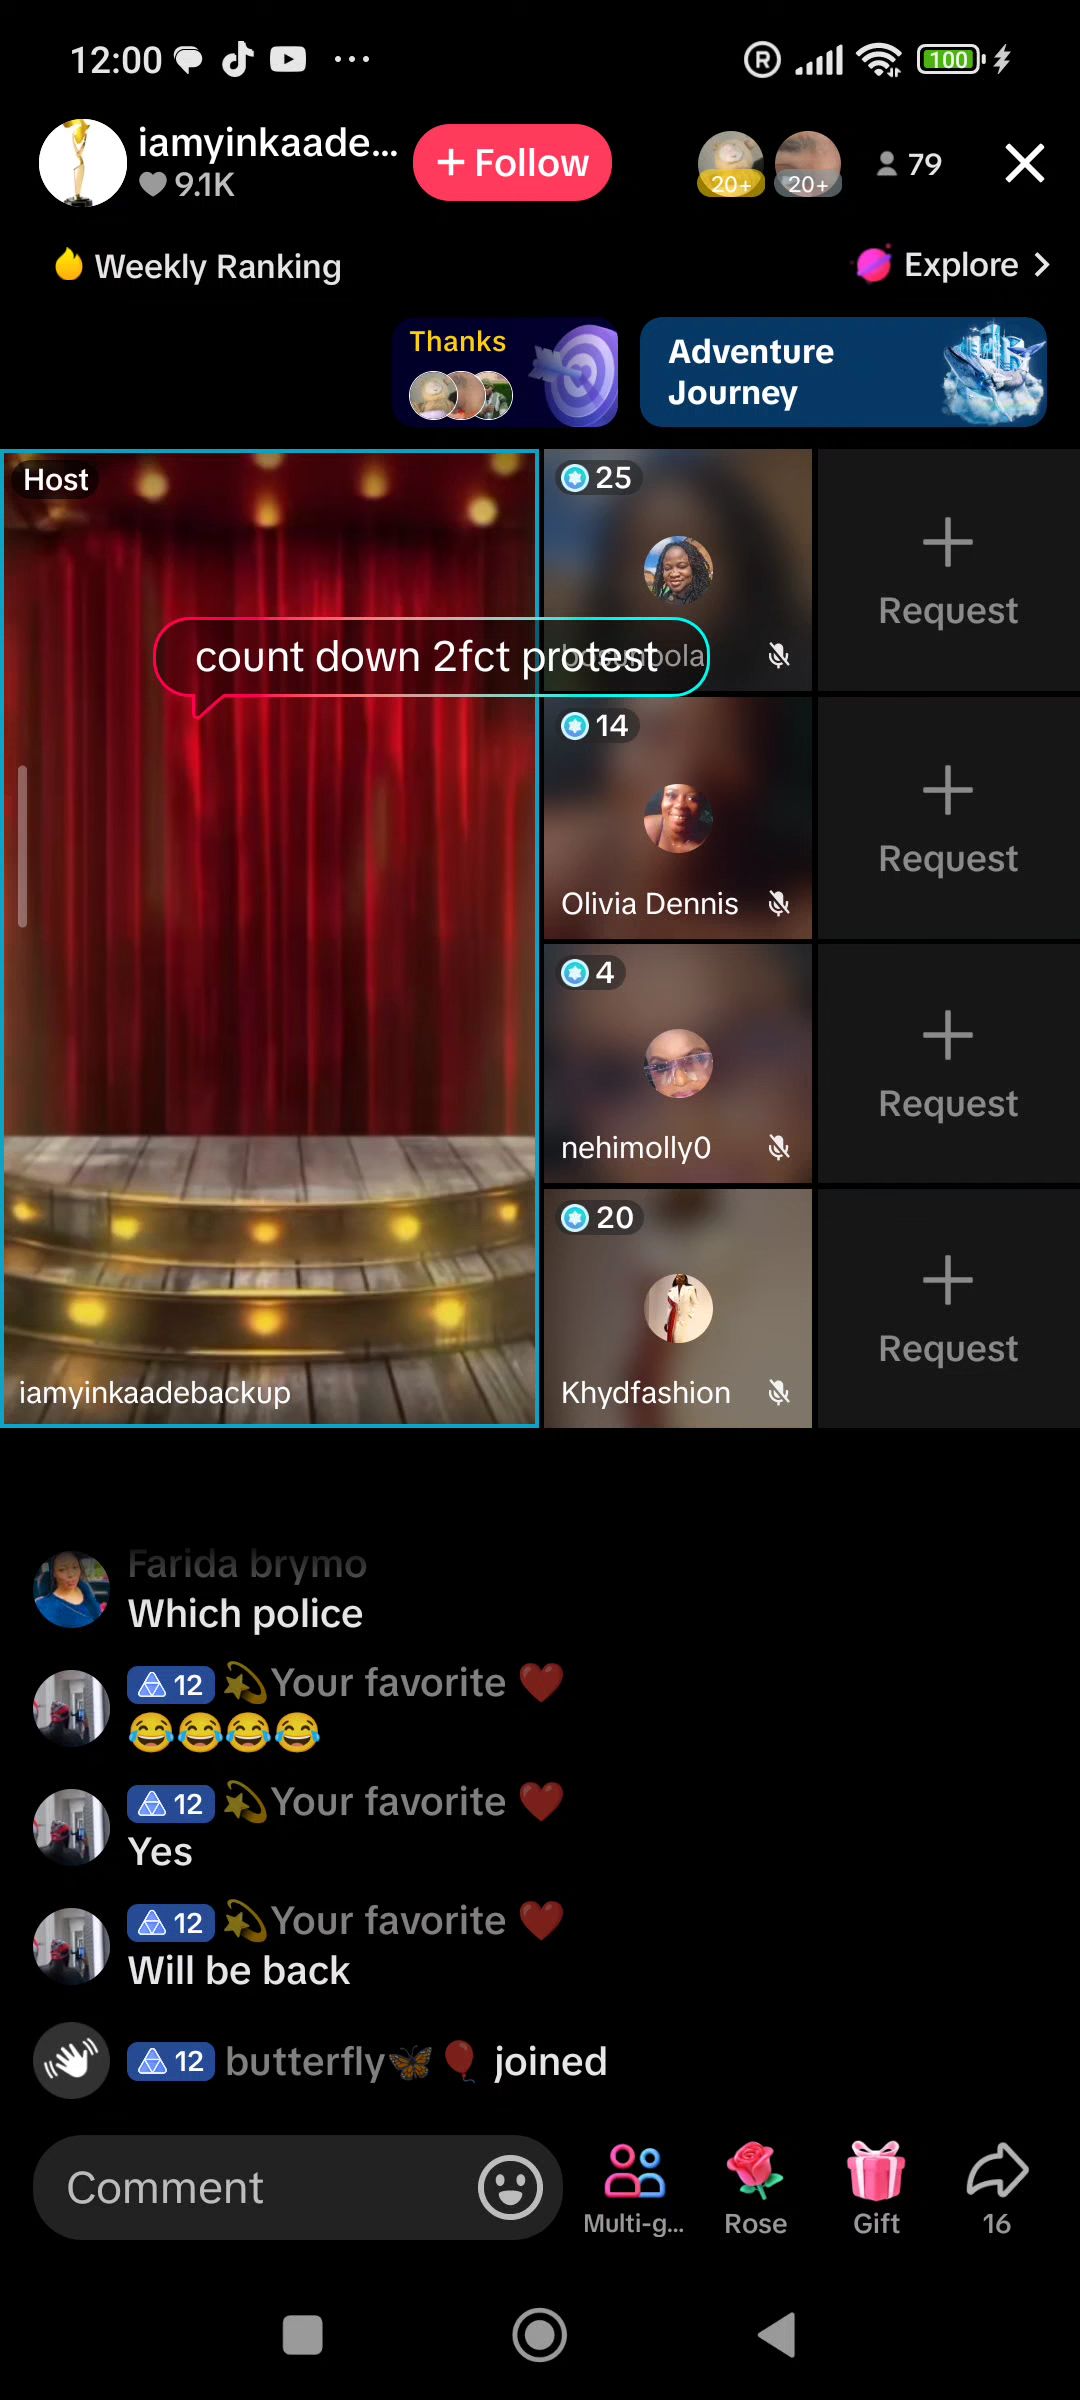 12:00
R
100
iamyinkaade...
9.1K
+ Follow
20+
20+
79
Weekly Ranking
Explore
Thanks
Adventure
Journey
Host
25
Request
count down 2fct protest
14
Olivia Dennis
Request
4
nehimolly0
Request
20
Khydfashion
Request
iamyinkaadebackup
Farida brymo
Which police
12 💫Your favorite ❤️
😂😂😂😂
12 💫Your favorite ❤️
Yes
12 💫Your favorite ❤️
Will be back
12 butterfly🦋🎈 joined
Comment
Multi-g...
Rose
Gift
16